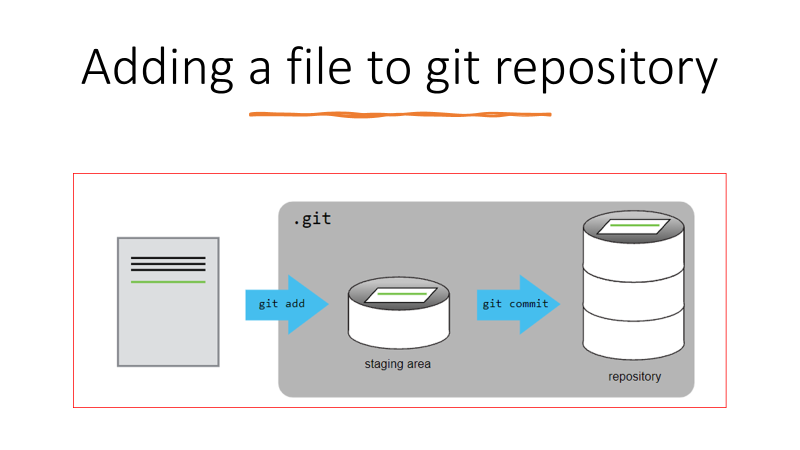 Adding a file to git repository
.git
git add
git commit
staging area
repository